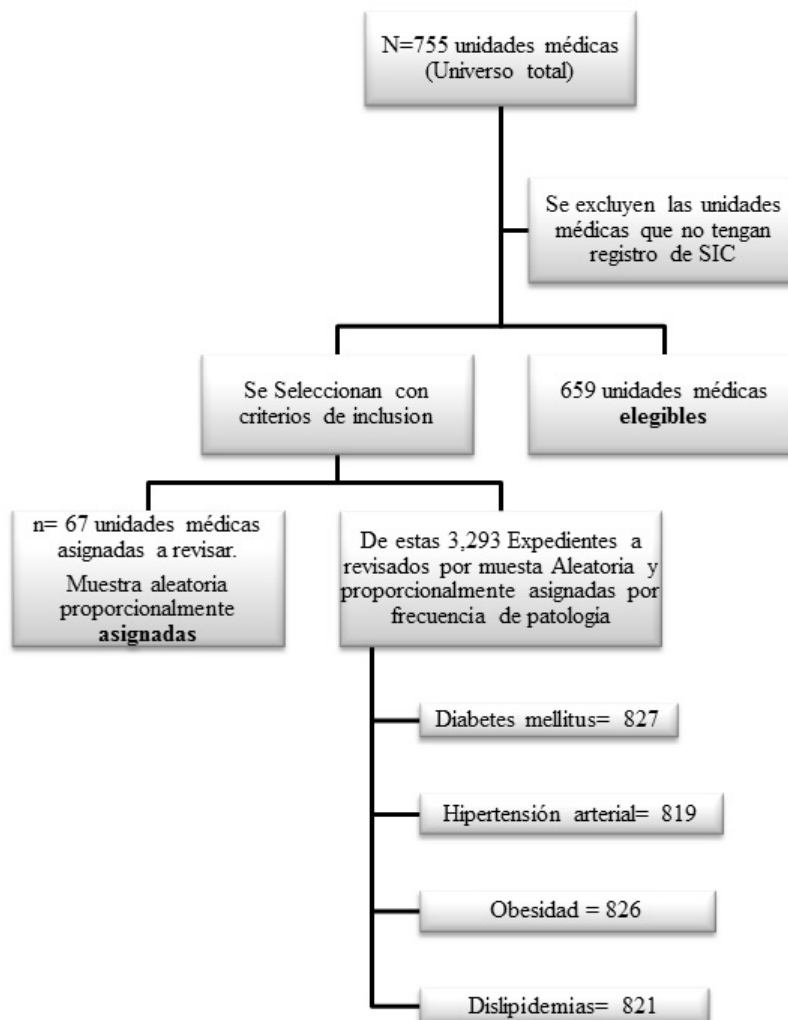 N=755 unidades médicas
(Universo total)
Se excluyen las unidades
médicas que no tengan
registro de SIC
Se Seleccionan con
criterios de inclusion
659 unidades médicas
elegibles
n= 67 unidades médicas
asignadas a revisar.
Muestra aleatoria
proporcionalmente
asignadas
De estas 3,293 Expedientes a
revisados por muesta Aleatoria y
proporcionalmente asignadas por
frecuencia de patologia
Diabetes mellitus= 827
Hipertensión arterial= 819
Obesidad = 826
Dislipidemias= 821